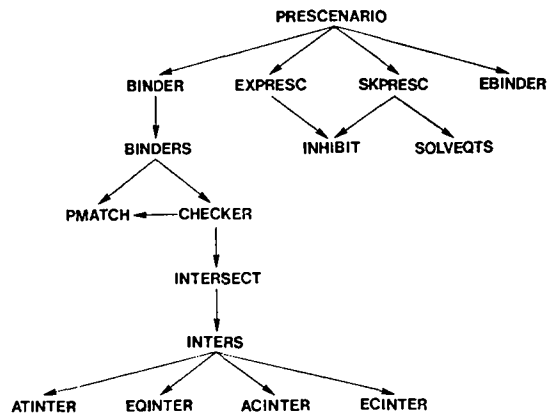 PRESCENARIO
BINDER EXPRESC SKPRESC EBINDER
BINDERS INHIBIT SOLVEQTS
PMATCH CHECKER
INTERSECT
INTERS
ATINTER EQINTER ACINTER ECINTER